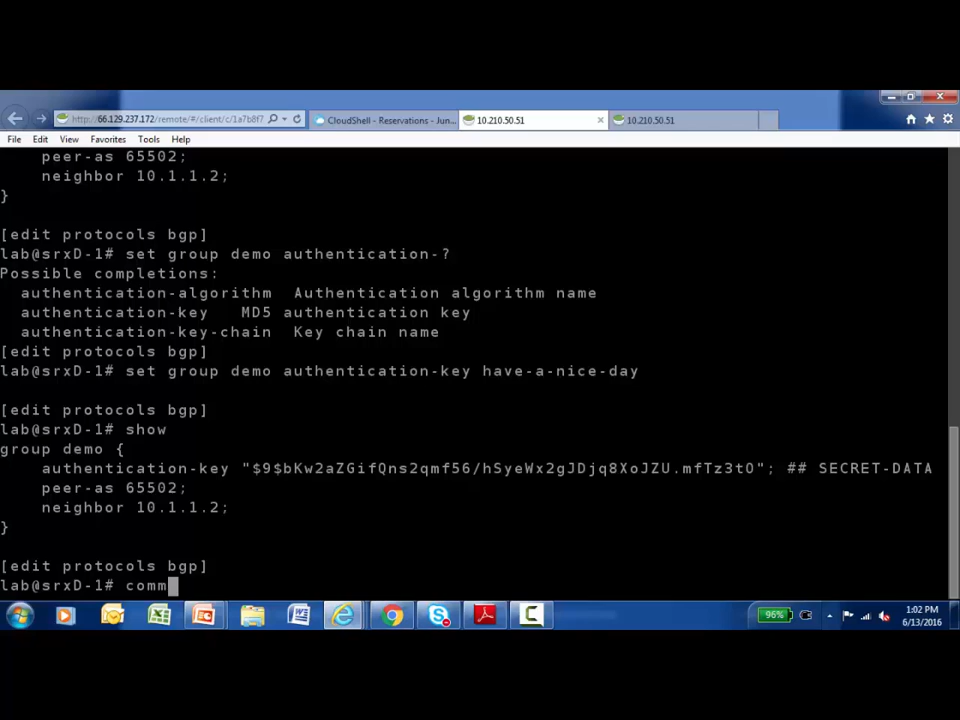 http://66.129.237.172/remote/#/client/c/1a7b8f7
CloudShell - Reservations - Jun...
10.210.50.51
10.210.50.51
File Edit View Favorites Tools Help
peer-as 65502;
neighbor 10.1.1.2;
}
[edit protocols bgp]
lab@srxD-1# set group demo authentication-?
Possible completions:
authentication-algorithm Authentication algorithm name
authentication-key MD5 authentication key
authentication-key-chain Key chain name
[edit protocols bgp]
lab@srxD-1# set group demo authentication-key have-a-nice-day
[edit protocols bgp]
lab@srxD-1# show
group demo {
authentication-key "$9$bKw2aZGifQns2qmf56/hSyeWx2gJDjq8XoJZU.mfTz3tO"; ## SECRET-DATA
peer-as 65502;
neighbor 10.1.1.2;
}
[edit protocols bgp]
lab@srxD-1# comm
96%
1:02 PM
6/13/2016